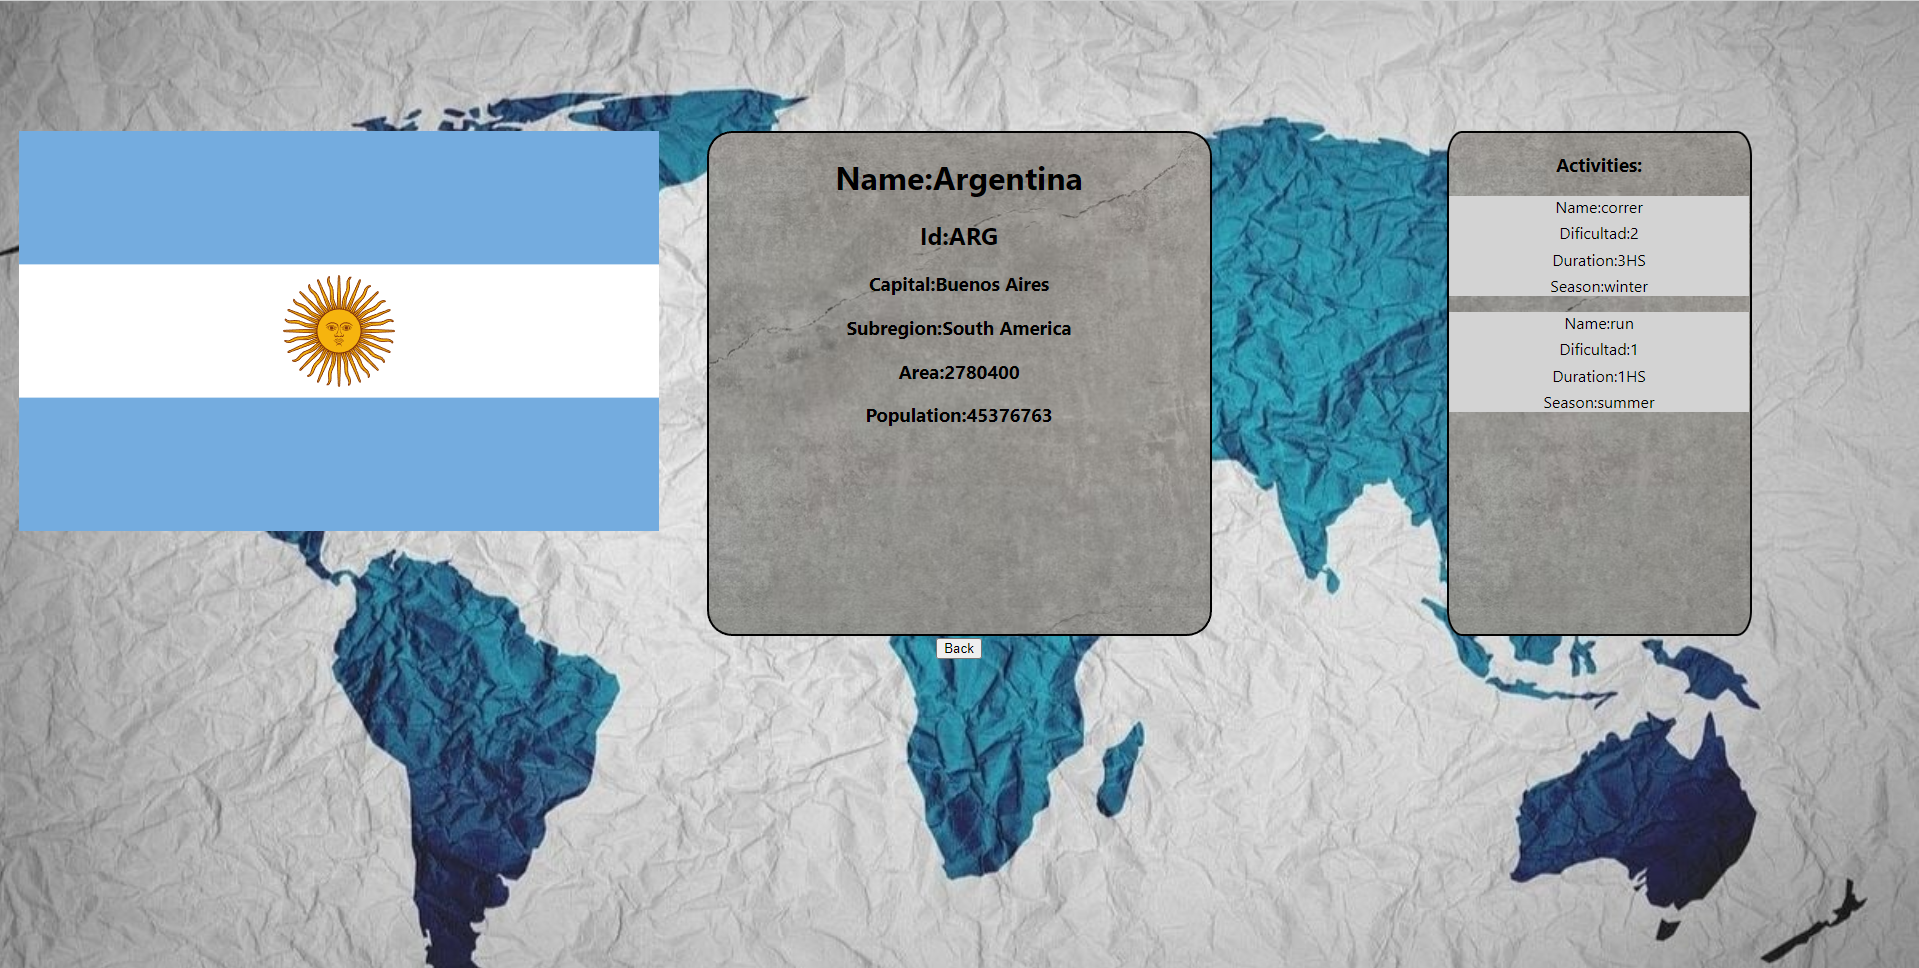 Name:Argentina
Id:ARG
Capital:Buenos Aires
Subregion:South America
Area:2780400
Population:45376763
Back
Activities:
Name:correr
Dificultad:2
Duration:3HS
Season:winter
Name:run
Dificultad:1
Duration:1HS
Season:summer